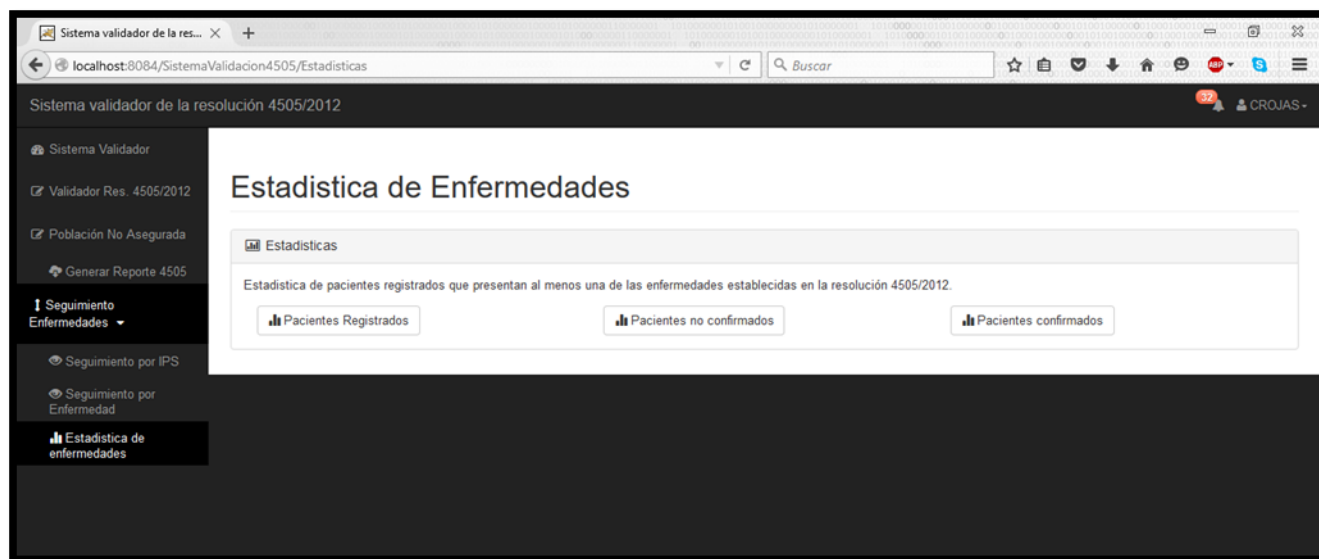 Sistema validador de la res...
localhost:8084/SistemaValidacion4505/Estadisticas
Buscar
ABP
S
Sistema validador de la resolución 4505/2012
32
CROJAS
Sistema Validador
Validador Res. 4505/2012
Población No Asegurada
Generar Reporte 4505
Seguimiento
Enfermedades
Seguimiento por IPS
Seguimiento por
Enfermedad
Estadistica de
enfermedades
Estadistica de Enfermedades
Estadisticas
Estadistica de pacientes registrados que presentan al menos una de las enfermedades establecidas en la resolución 4505/2012.
Pacientes Registrados
Pacientes no confirmados
Pacientes confirmados